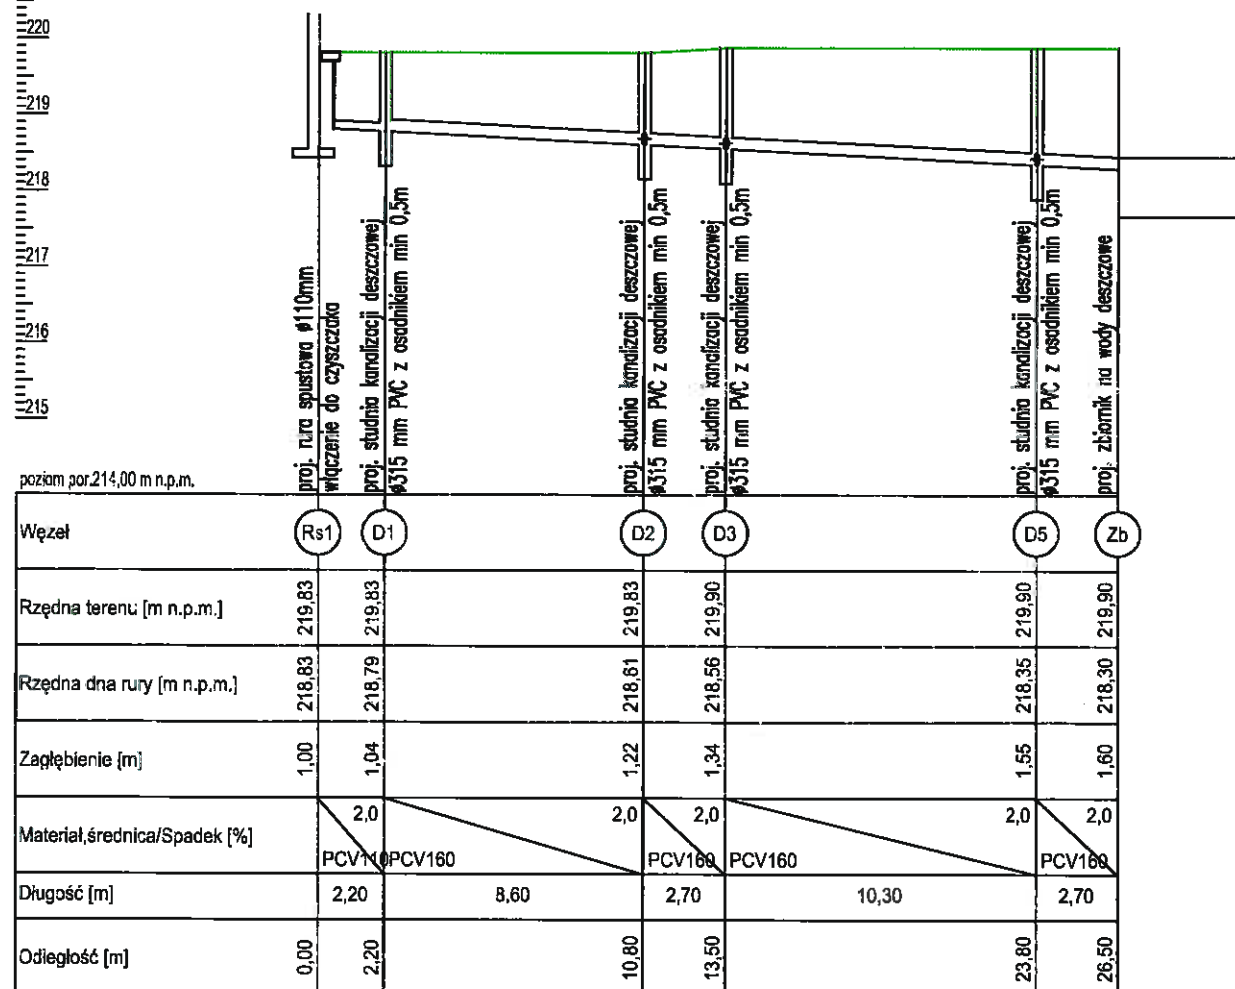 220
219
218
217
216
215
proj. rura spustowa ø110mm
włączenie do czyszczaka
proj. studnia kanalizacji deszczowej
ø315 mm PVC z osadnikiem min 0,5m
proj. studnia kanalizacji deszczowej
ø315 mm PVC z osadnikiem min 0,5m
proj. studnia kanalizacji deszczowej
ø315 mm PVC z osadnikiem min 0,5m
proj. studnia kanalizacji deszczowej
ø315 mm PVC z osadnikiem min 0,5m
proj. zbiornik na wody deszczowe
poziom por.214,00 m n.p.m.
Węzeł Rs1 D1 D2 D3 D5 Zb
Rzędna terenu [m n.p.m.] 219,83 219,83 219,83 219,90 219,90 219,90
Rzędna dna rury [m n.p.m.] 218,83 218,79 218,61 218,56 218,35 218,30
Zagłębienie [m] 1,00 1,04 1,22 1,34 1,55 1,60
Materiał,średnica/Spadek [%] 2,0 2,0 2,0 2,0 2,0
PCV110 PCV160 PCV160 PCV160 PCV160
Długość [m] 2,20 8,60 2,70 10,30 2,70
Odległość [m] 0,00 2,20 10,80 13,50 23,80 26,50